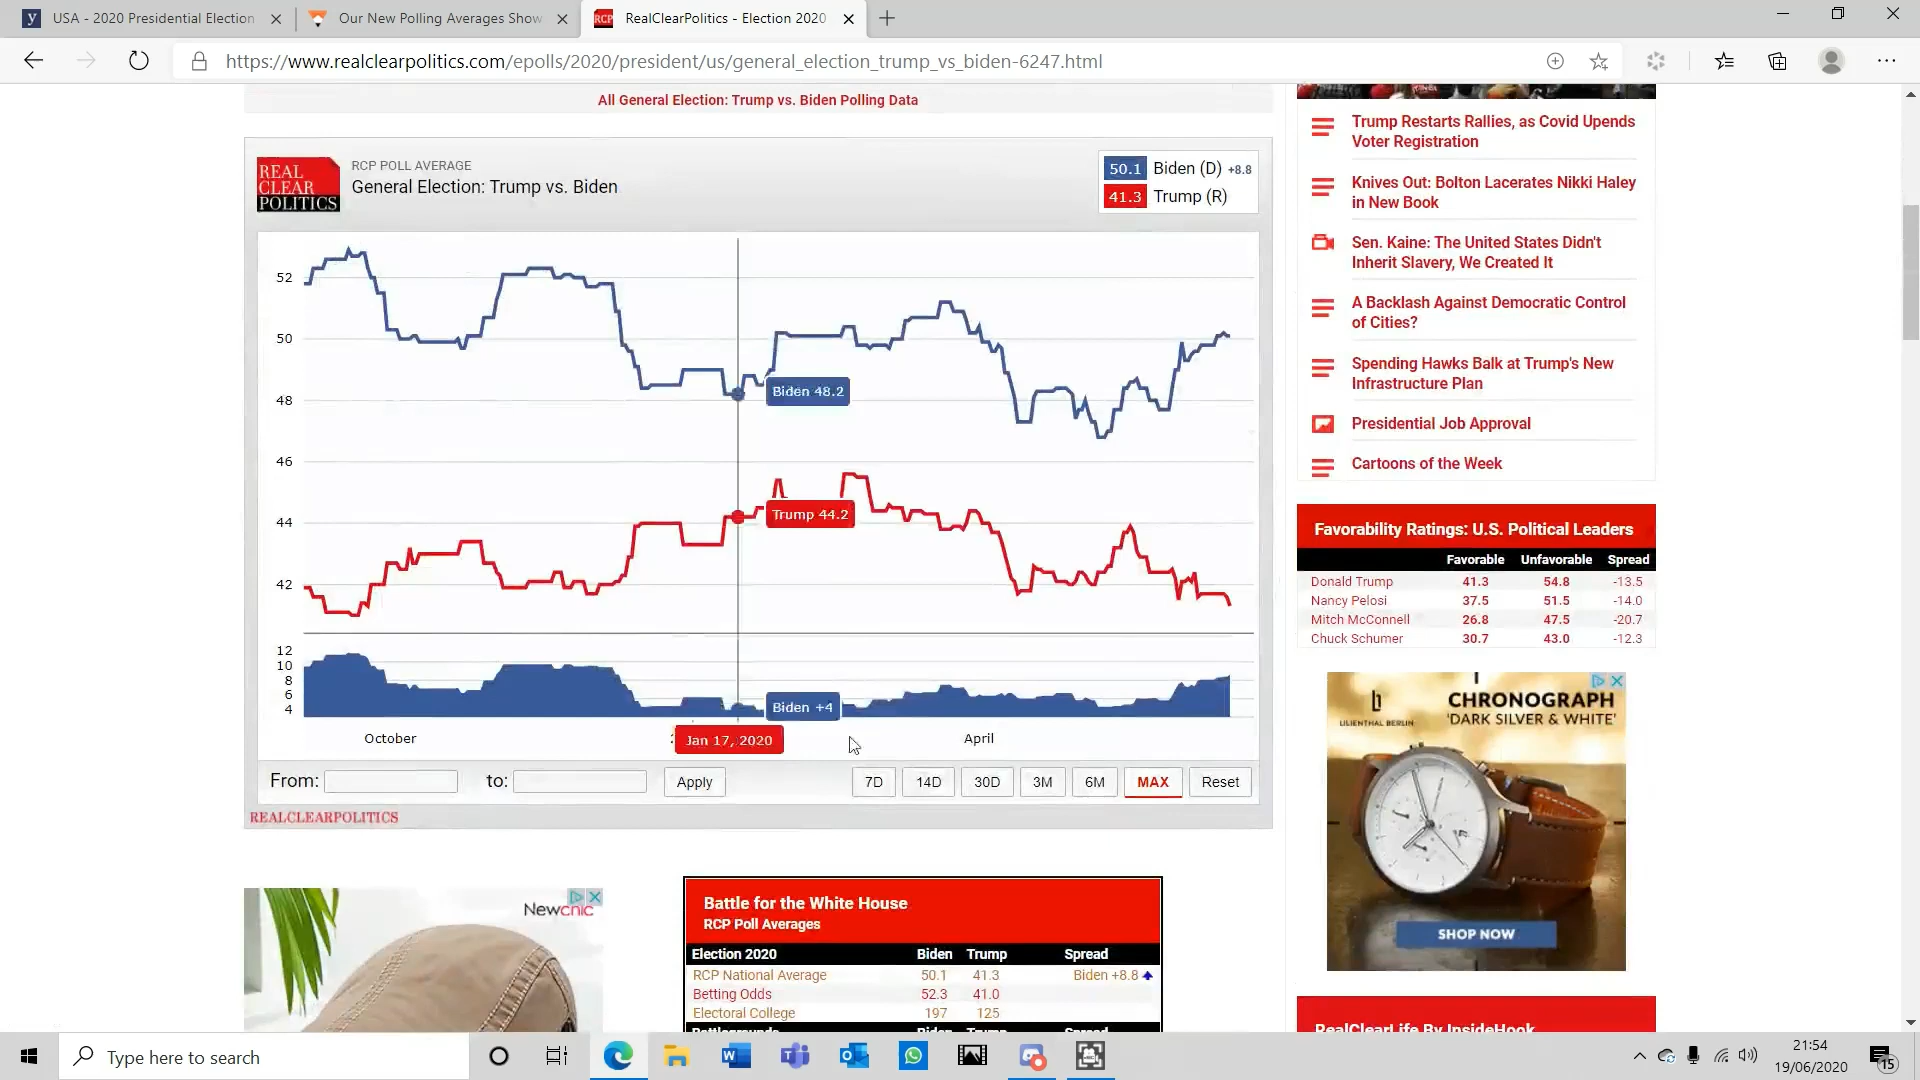 USA - 2020 Presidential Election
Our New Polling Averages Show
RealClearPolitics - Election 2020
https://www.realclearpolitics.com/epolls/2020/president/us/general_election_trump_vs_biden-6247.html
All General Election: Trump vs. Biden Polling Data
REAL
CLEAR
POLITICS
RCP POLL AVERAGE
General Election: Trump vs. Biden
50.1 Biden (D) +8.8
41.3 Trump (R)
52
50
48
46
44
42
Biden 48.2
Trump 44.2
12
10
8
6
4
Biden +4
October
Jan 17, 2020
April
From:
to:
Apply
7D
14D
30D
3M
6M
MAX
Reset
REALCLEARPOLITICS
Newchic
Battle for the White House
RCP Poll Averages
Election 2020 Biden Trump Spread
RCP National Average 50.1 41.3 Biden +8.8
Betting Odds 52.3 41.0
Electoral College 197 125
Battlegrounds Biden Trump Spread
Trump Restarts Rallies, as Covid Upends
Voter Registration
Knives Out: Bolton Lacerates Nikki Haley
in New Book
Sen. Kaine: The United States Didn't
Inherit Slavery, We Created It
A Backlash Against Democratic Control
of Cities?
Spending Hawks Balk at Trump's New
Infrastructure Plan
Presidential Job Approval
Cartoons of the Week
Favorability Ratings: U.S. Political Leaders
Favorable Unfavorable Spread
Donald Trump 41.3 54.8 -13.5
Nancy Pelosi 37.5 51.5 -14.0
Mitch McConnell 26.8 47.5 -20.7
Chuck Schumer 30.7 43.0 -12.3
LILIENTHAL BERLIN
CHRONOGRAPH
'DARK SILVER & WHITE'
SHOP NOW
RealClearLife By InsideHook
Type here to search
21:54
19/06/2020
15